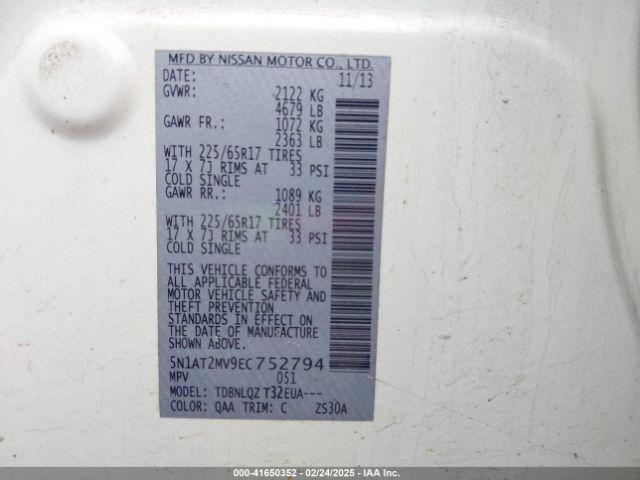 MFD BY NISSAN MOTOR CO., LTD.
DATE: 11/13
GVWR: 2122 KG
4679 LB
GAWR FR.: 1072 KG
2363 LB
WITH 225/65R17 TIRES
17 X 7J RIMS AT 33 PSI
COLD SINGLE
GAWR RR.: 1089 KG
2401 LB
WITH 225/65R17 TIRES
17 X 7J RIMS AT 33 PSI
COLD SINGLE
THIS VEHICLE CONFORMS TO
ALL APPLICABLE FEDERAL
MOTOR VEHICLE SAFETY AND
THEFT PREVENTION
STANDARDS IN EFFECT ON
THE DATE OF MANUFACTURE
SHOWN ABOVE.
5N1AT2MV9EC752794
MPV 051
MODEL: TDBNLQZ T32EUA---
COLOR: QAA TRIM: C ZS30A
000-41650352 - 02/24/2025 - IAA Inc.